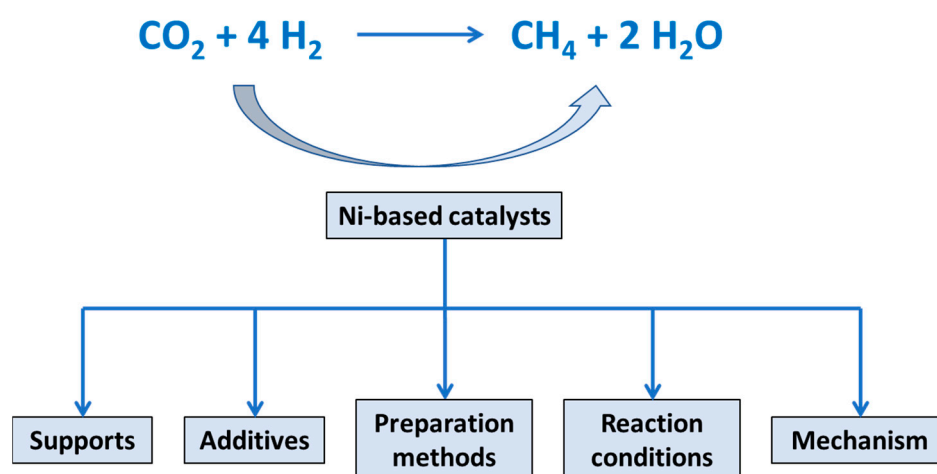 CO₂ + 4 H₂ → CH₄ + 2 H₂O
Ni-based catalysts
Supports
Additives
Preparation
methods
Reaction
conditions
Mechanism